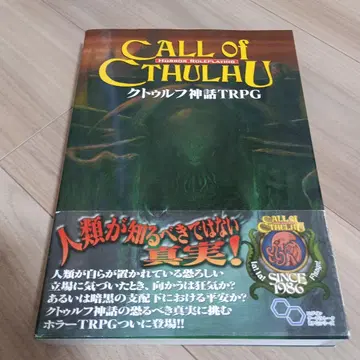 CALL of
HORROR ROLEPLAYING
CTHULHU
クトゥルフ神話TRPG
人類が知るべきではない
真実!
人類が自らが置かれている恐ろしい
立場に気づいたとき、向かうは狂気か?
あるいは暗黒の支配下における平安か?
クトゥルフ神話の恐るべき真実に挑む
ホラーTRPGついに登場!!
CALL OF
CTHULHU
Ia! Ia!
Fhtagn!
SINCE
1986